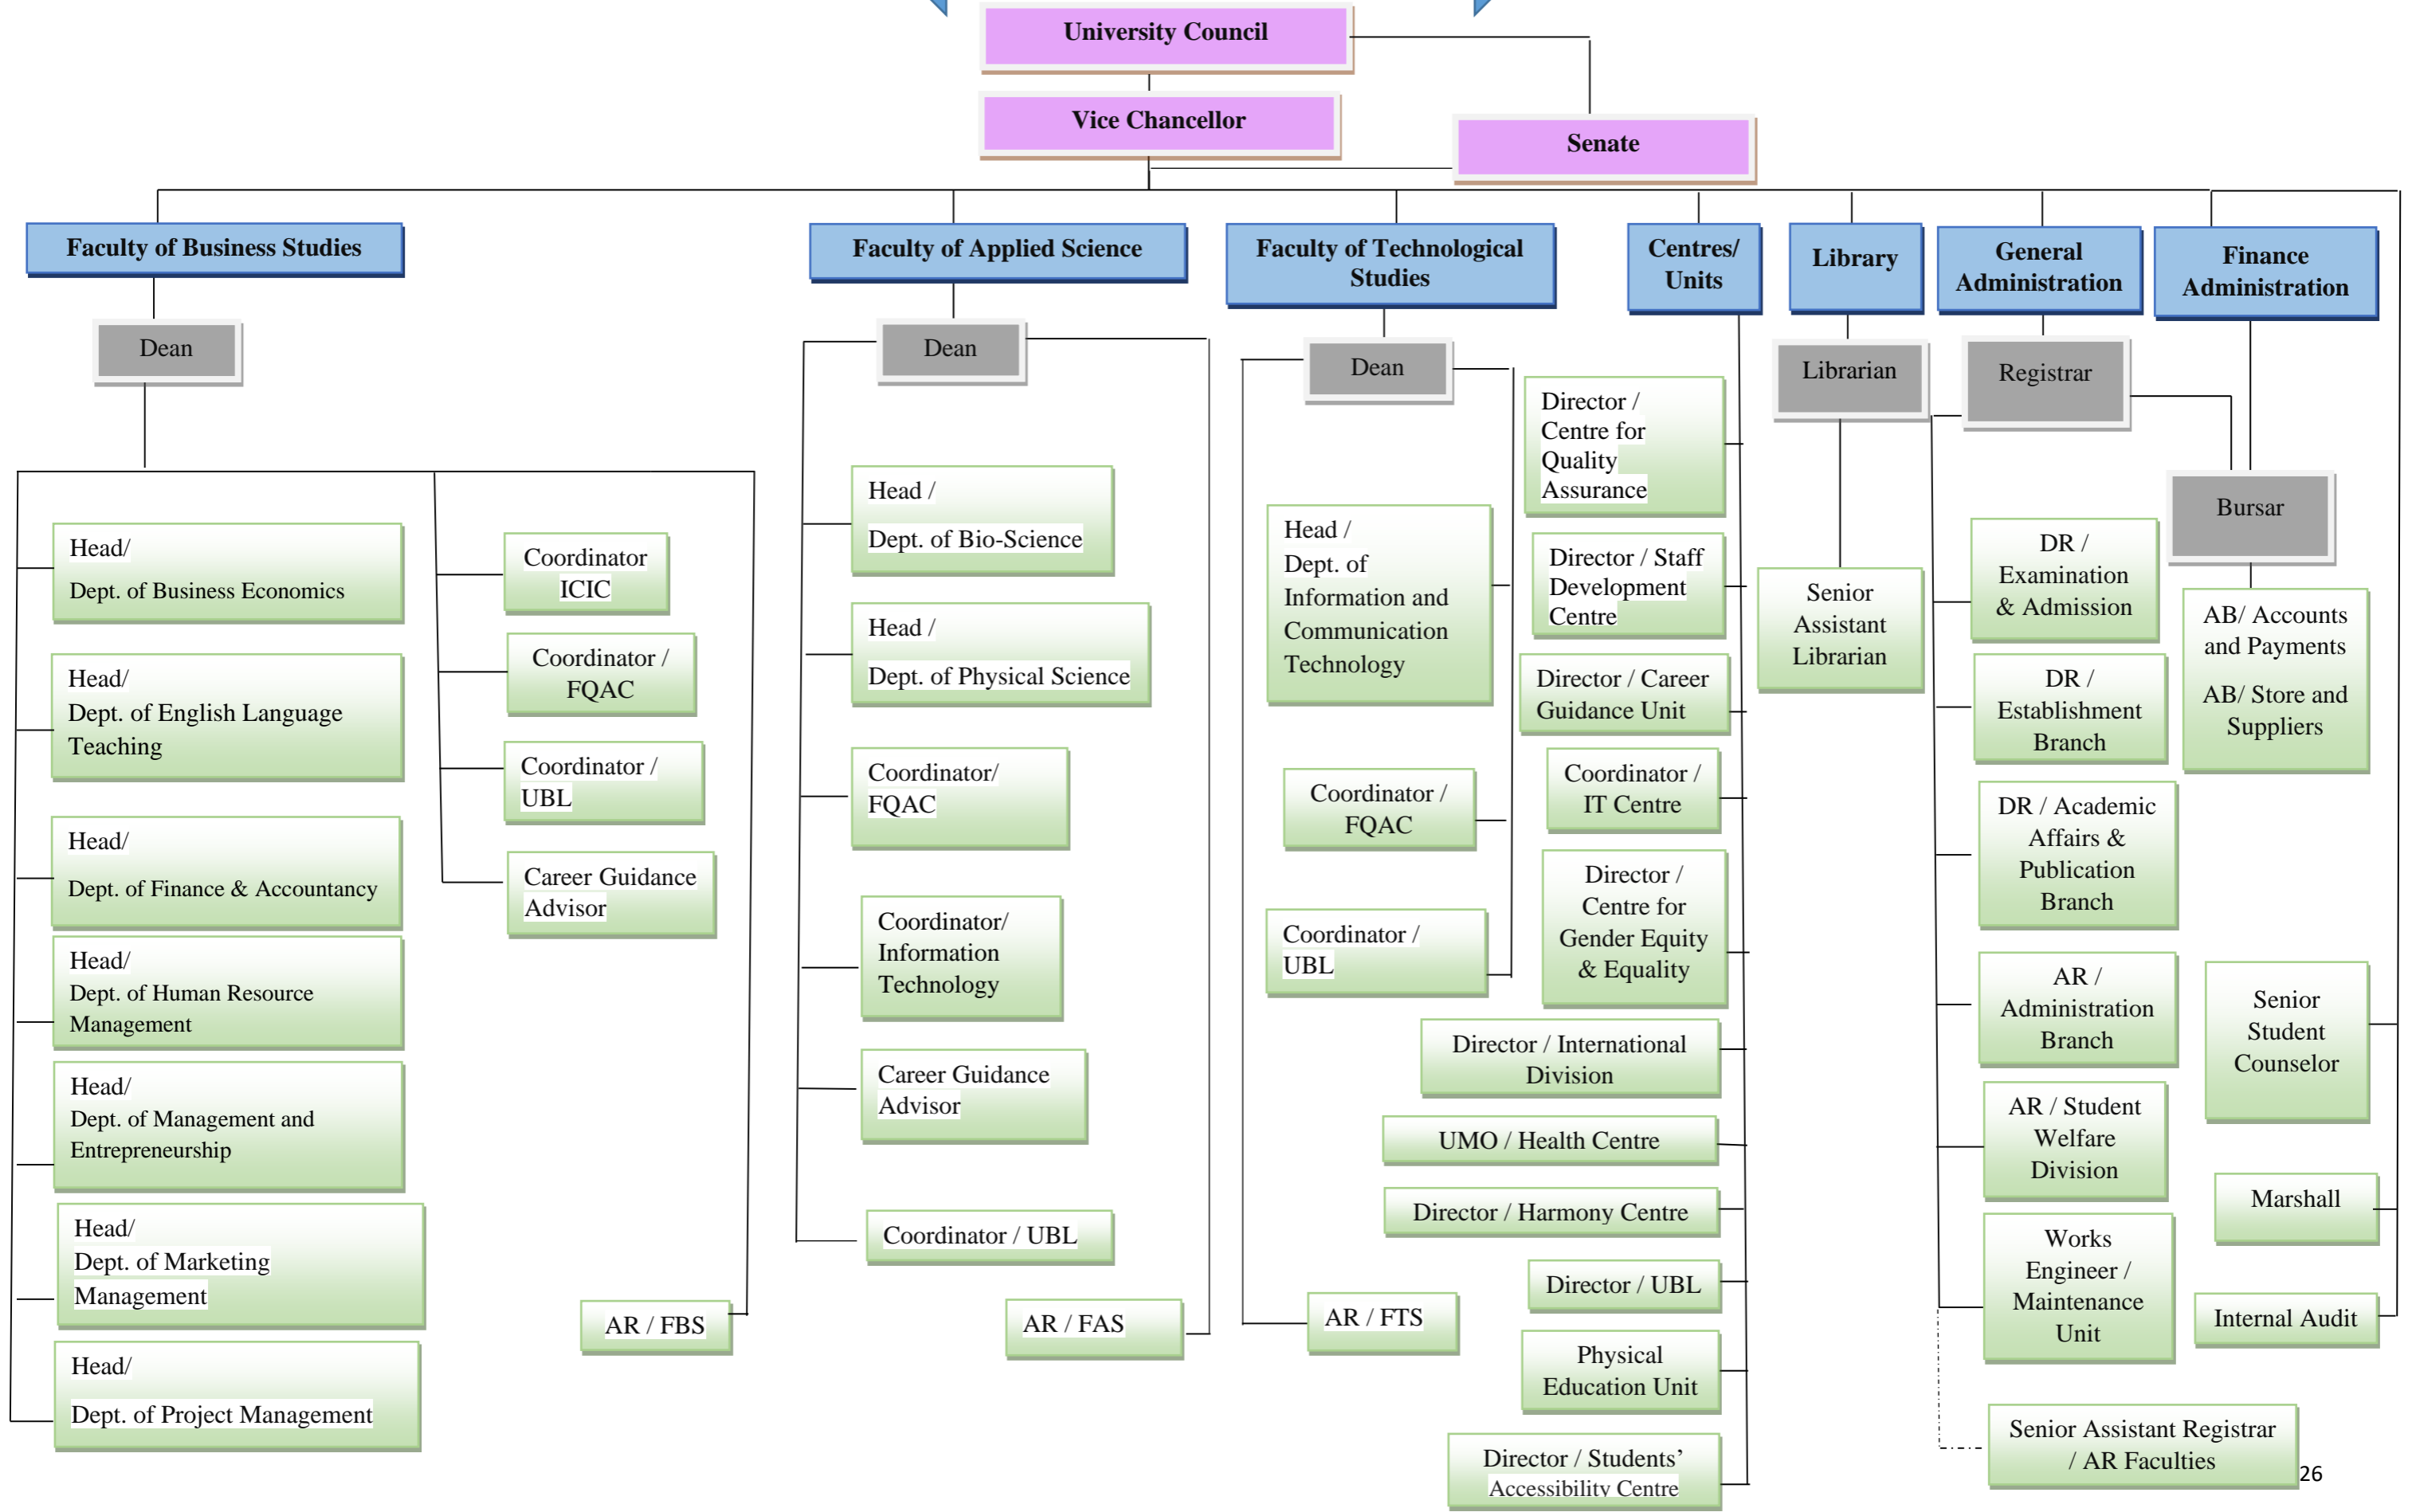 University Council
Vice Chancellor
Senate
Faculty of Business Studies
Dean
Head/
Dept. of Business Economics
Head/
Dept. of English Language
Teaching
Head/
Dept. of Finance & Accountancy
Head/
Dept. of Human Resource
Management
Head/
Dept. of Management and
Entrepreneurship
Head/
Dept. of Marketing
Management
Head/
Dept. of Project Management
Coordinator
ICIC
Coordinator /
FQAC
Coordinator /
UBL
Career Guidance
Advisor
AR / FBS
Faculty of Applied Science
Dean
Head /
Dept. of Bio-Science
Head /
Dept. of Physical Science
Coordinator/
FQAC
Coordinator/
Information
Technology
Career Guidance
Advisor
Coordinator / UBL
AR / FAS
Faculty of Technological
Studies
Dean
Head /
Dept. of
Information and
Communication
Technology
Coordinator /
FQAC
Coordinator /
UBL
AR / FTS
Centres/
Units
Director /
Centre for
Quality
Assurance
Director / Staff
Development
Centre
Director / Career
Guidance Unit
Coordinator /
IT Centre
Director /
Centre for
Gender Equity
& Equality
Director / International
Division
UMO / Health Centre
Director / Harmony Centre
Director / UBL
Physical
Education Unit
Director / Students’
Accessibility Centre
Library
Librarian
Senior
Assistant
Librarian
General
Administration
Registrar
DR /
Examination
& Admission
DR /
Establishment
Branch
DR / Academic
Affairs &
Publication
Branch
AR /
Administration
Branch
AR / Student
Welfare
Division
Works
Engineer /
Maintenance
Unit
Senior Assistant Registrar
/ AR Faculties
Finance
Administration
Bursar
AB/ Accounts
and Payments
AB/ Store and
Suppliers
Senior
Student
Counselor
Marshall
Internal Audit
26